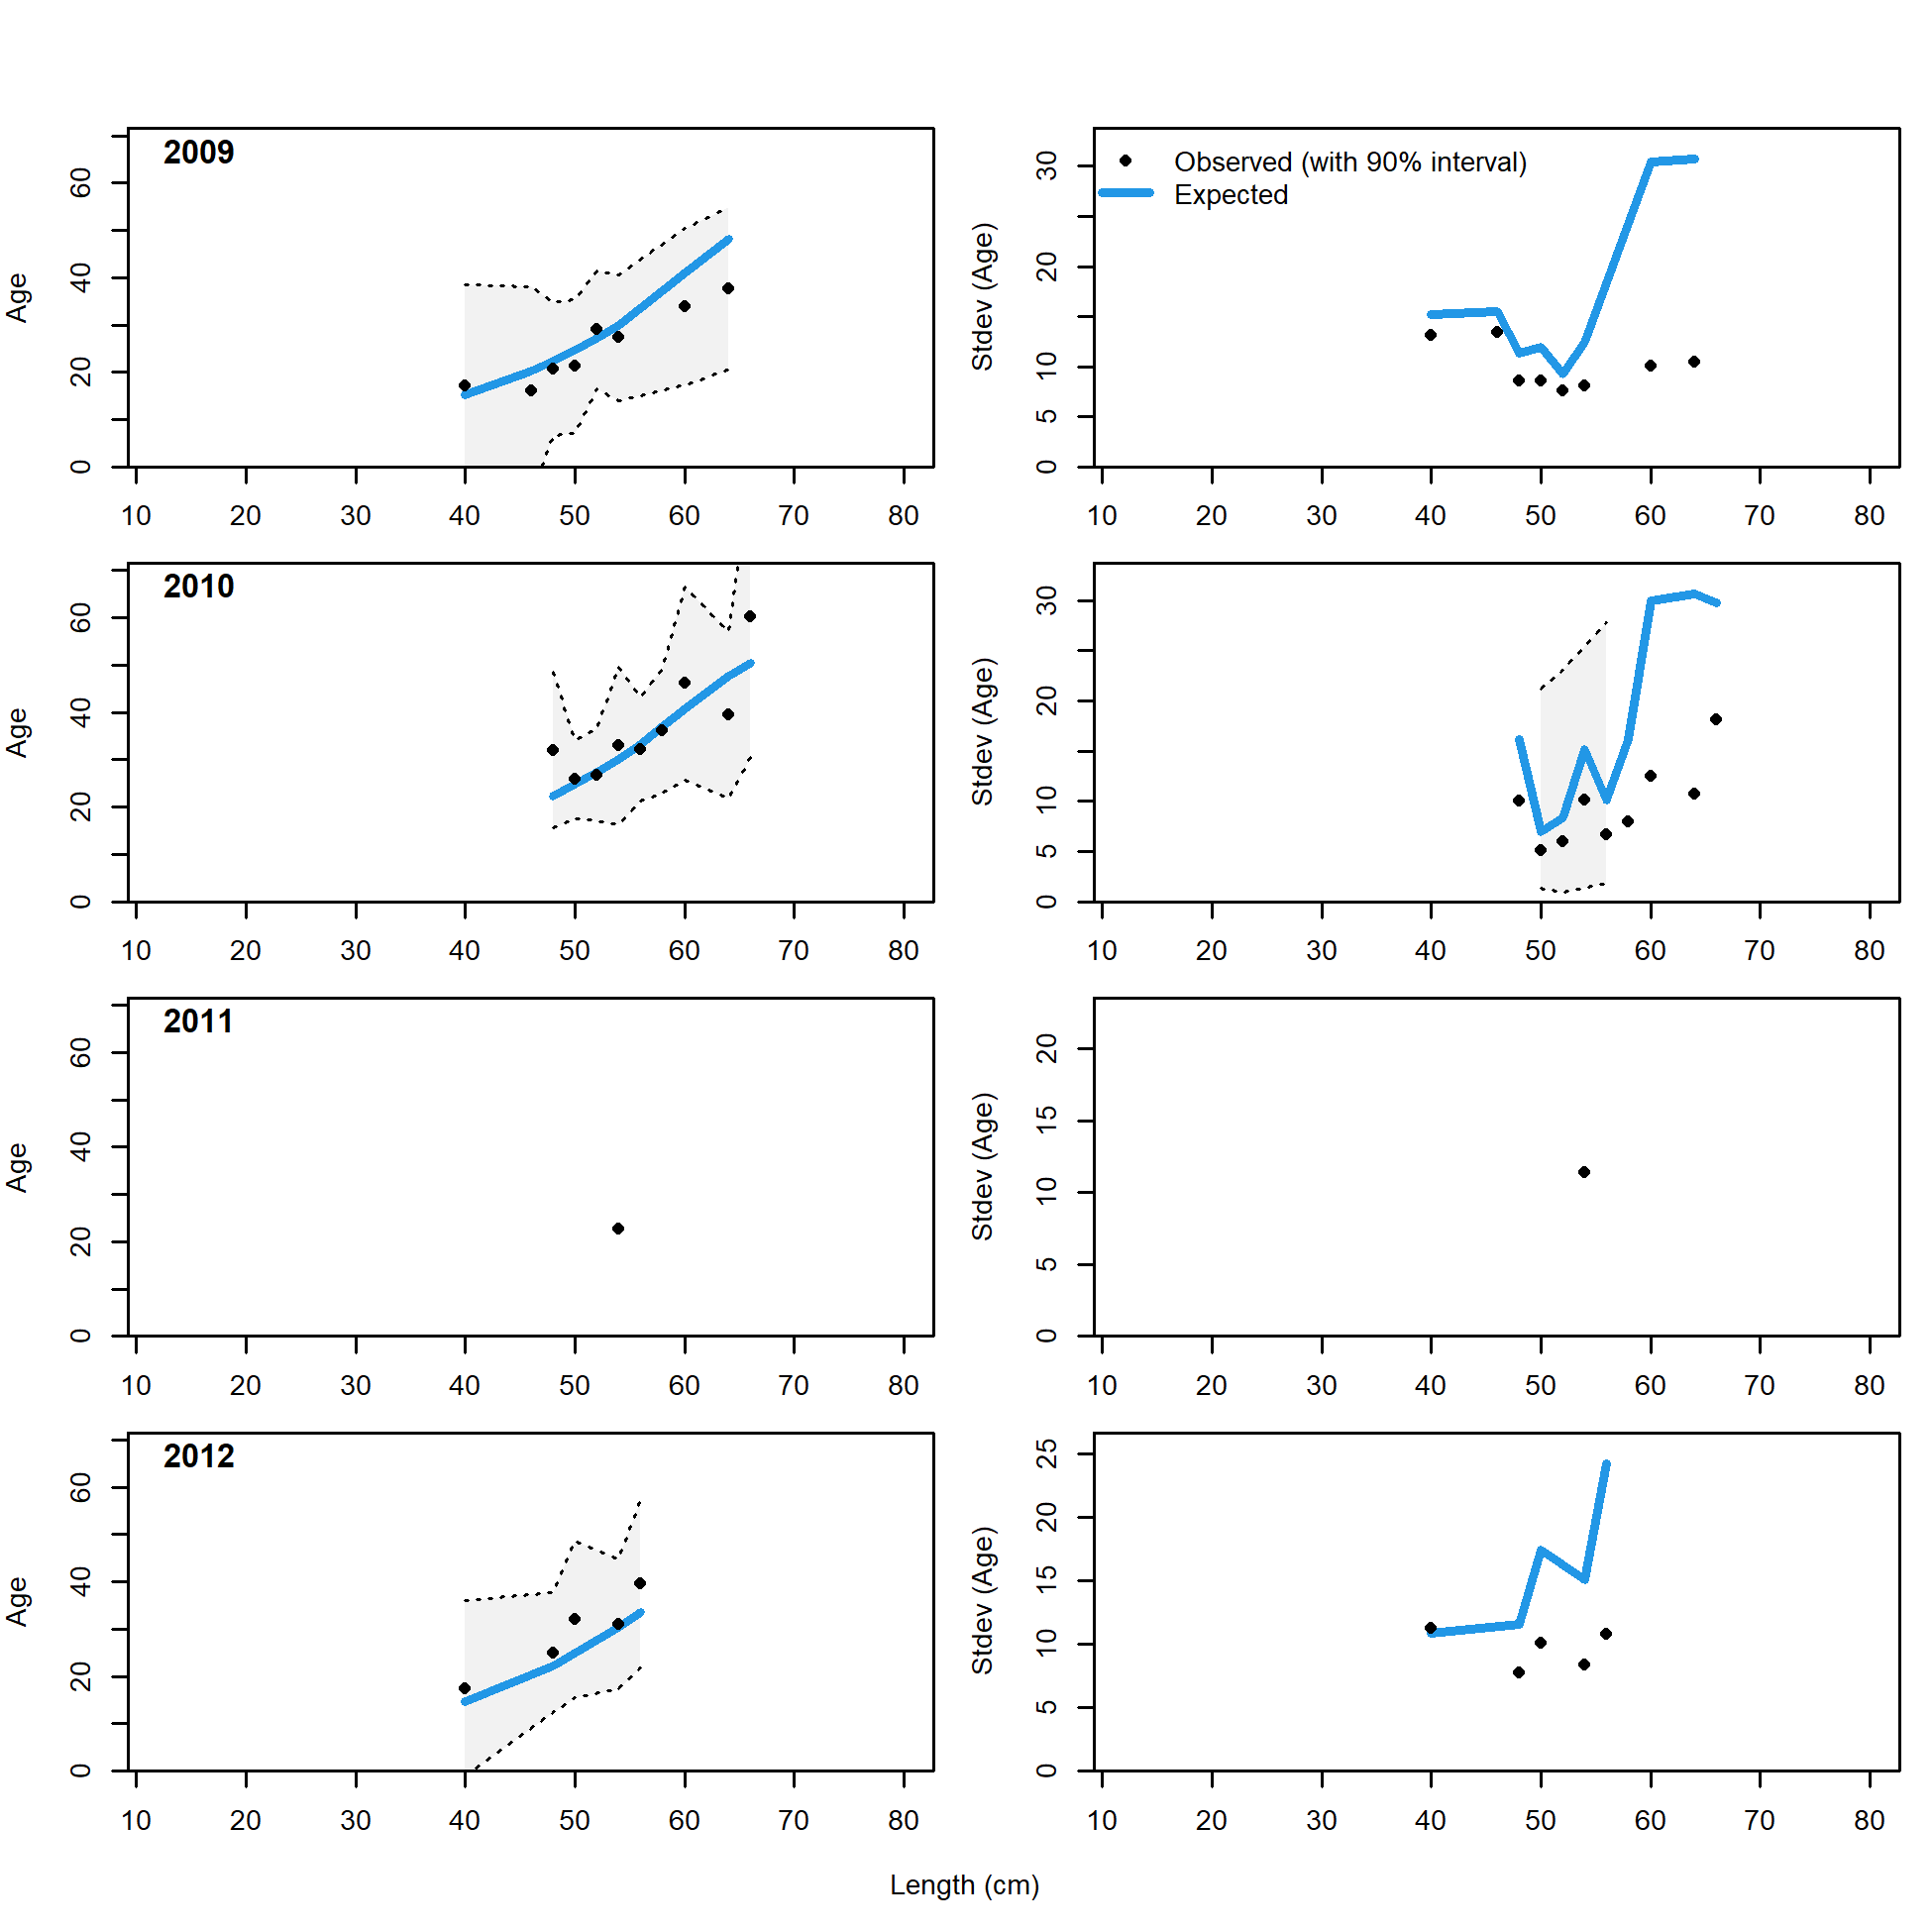 2009
Age
0 20 40 60
10 20 30 40 50 60 70 80
Observed (with 90% interval)
Expected
Stdev (Age)
0 5 10 20 30
10 20 30 40 50 60 70 80
2010
Age
0 20 40 60
10 20 30 40 50 60 70 80
Stdev (Age)
0 5 10 20 30
10 20 30 40 50 60 70 80
2011
Age
0 20 40 60
10 20 30 40 50 60 70 80
Stdev (Age)
0 5 10 15 20
10 20 30 40 50 60 70 80
2012
Age
0 20 40 60
10 20 30 40 50 60 70 80
Stdev (Age)
0 5 10 15 20 25
10 20 30 40 50 60 70 80
Length (cm)